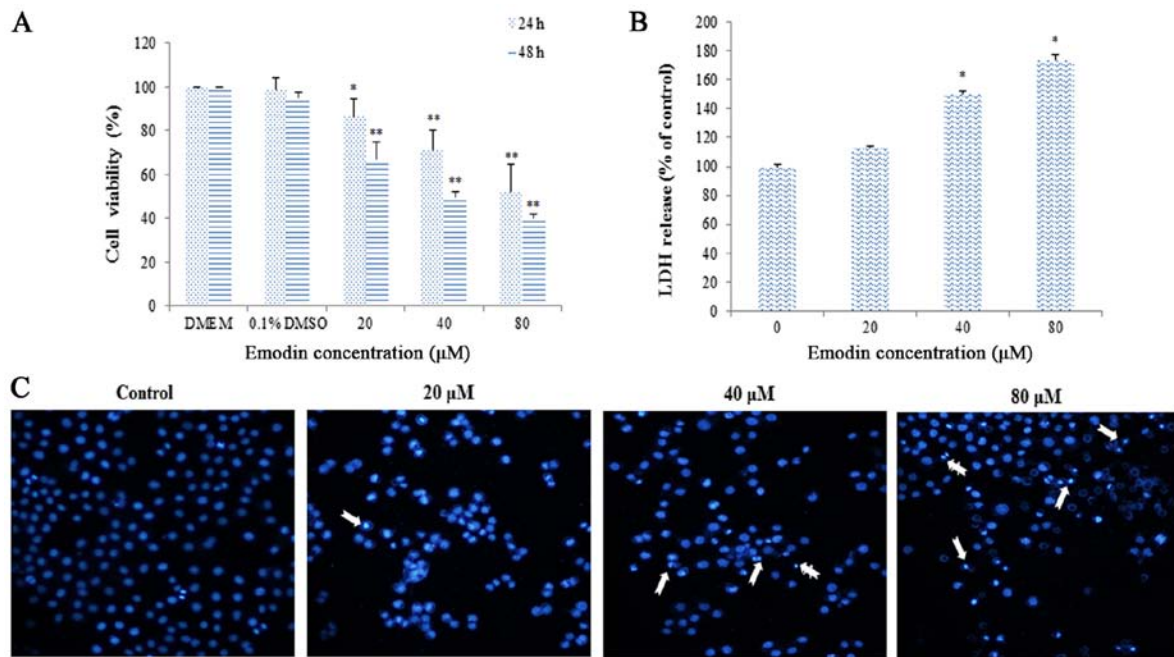 A
24 h
48 h
Cell viability (%)
120
100
80
60
40
20
0
* ** ** ** ** **
DMEM 0.1% DMSO 20 40 80
Emodin concentration (μM)
B
LDH release (% of control)
200
180
160
140
120
100
80
60
40
20
0
* *
0 20 40 80
Emodin concentration (μM)
C
Control 20 μM 40 μM 80 μM